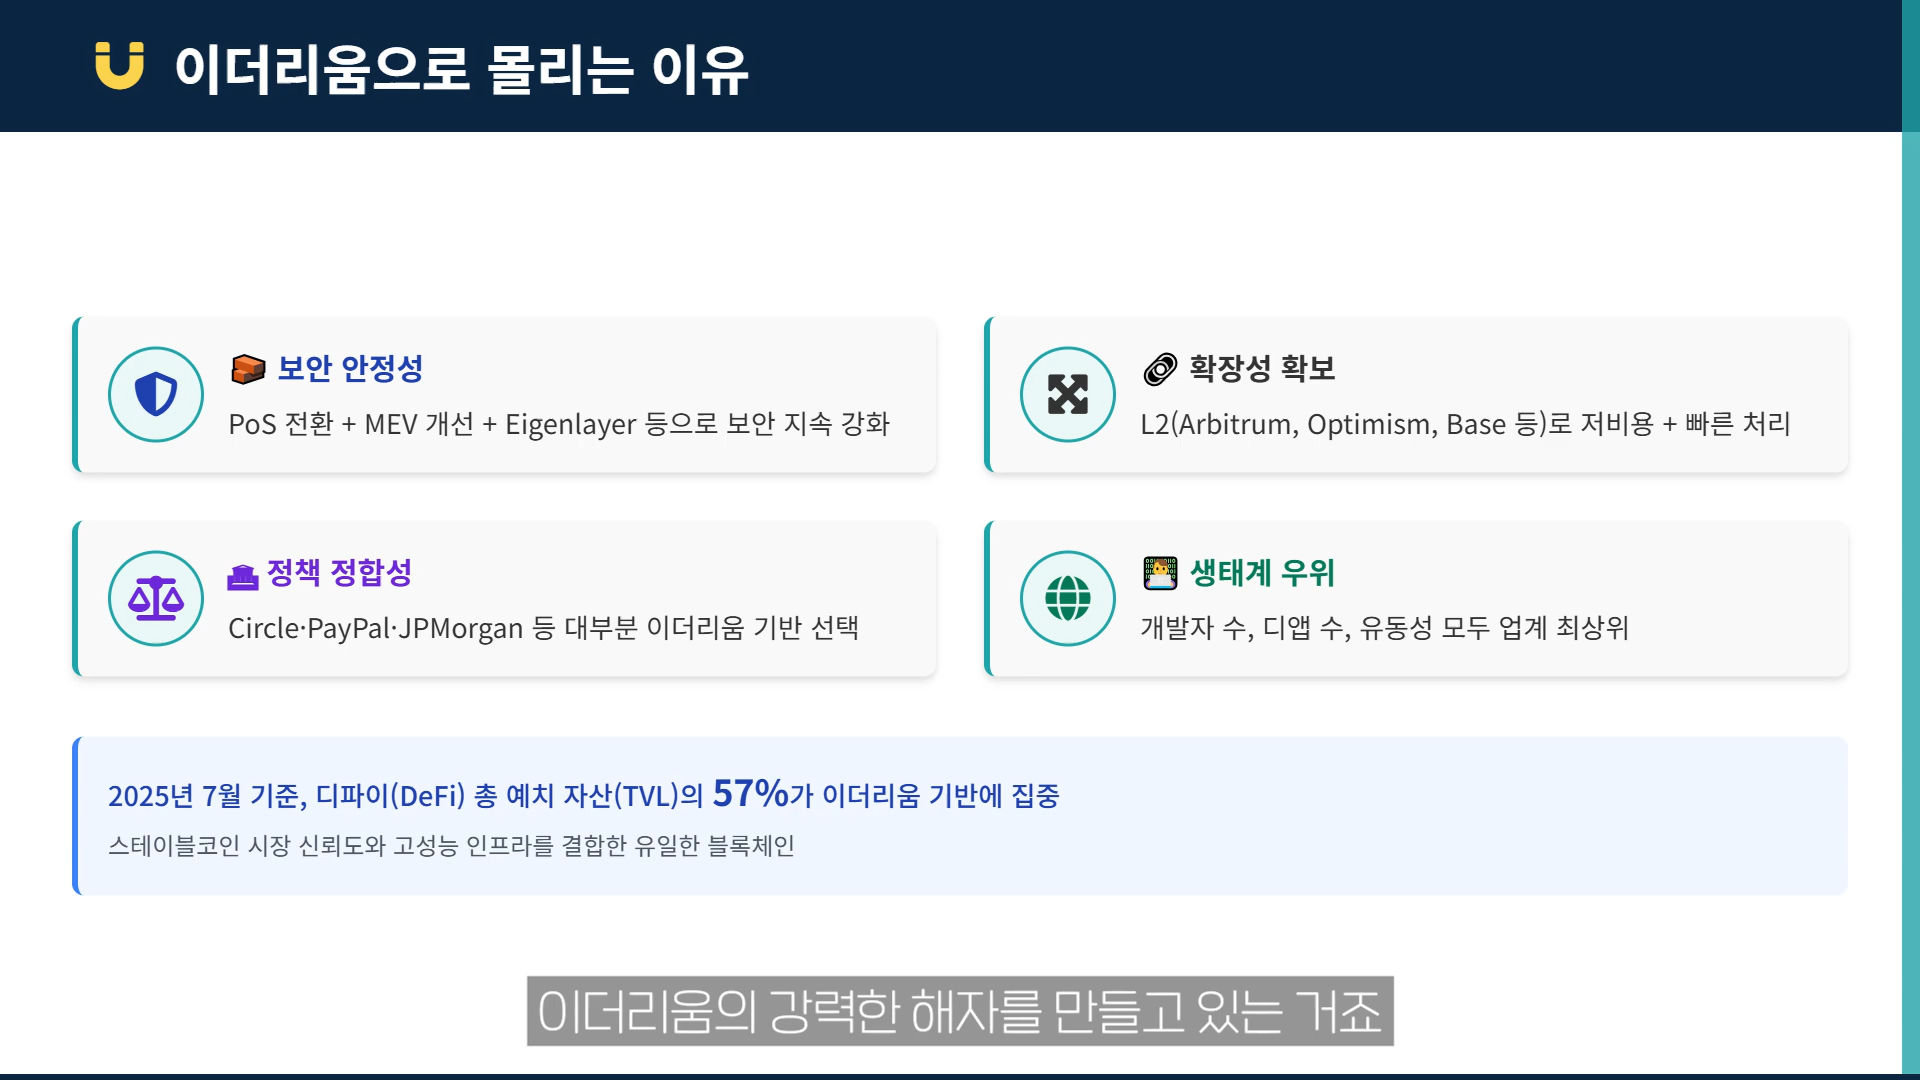 이더리움으로 몰리는 이유
보안 안정성
PoS 전환 + MEV 개선 + Eigenlayer 등으로 보안 지속 강화
확장성 확보
L2(Arbitrum, Optimism, Base 등)로 저비용 + 빠른 처리
정책 정합성
Circle·PayPal·JPMorgan 등 대부분 이더리움 기반 선택
생태계 우위
개발자 수, 디앱 수, 유동성 모두 업계 최상위
2025년 7월 기준, 디파이(DeFi) 총 예치 자산(TVL)의 57%가 이더리움 기반에 집중
스테이블코인 시장 신뢰도와 고성능 인프라를 결합한 유일한 블록체인
이더리움의 강력한 해자를 만들고 있는 거죠